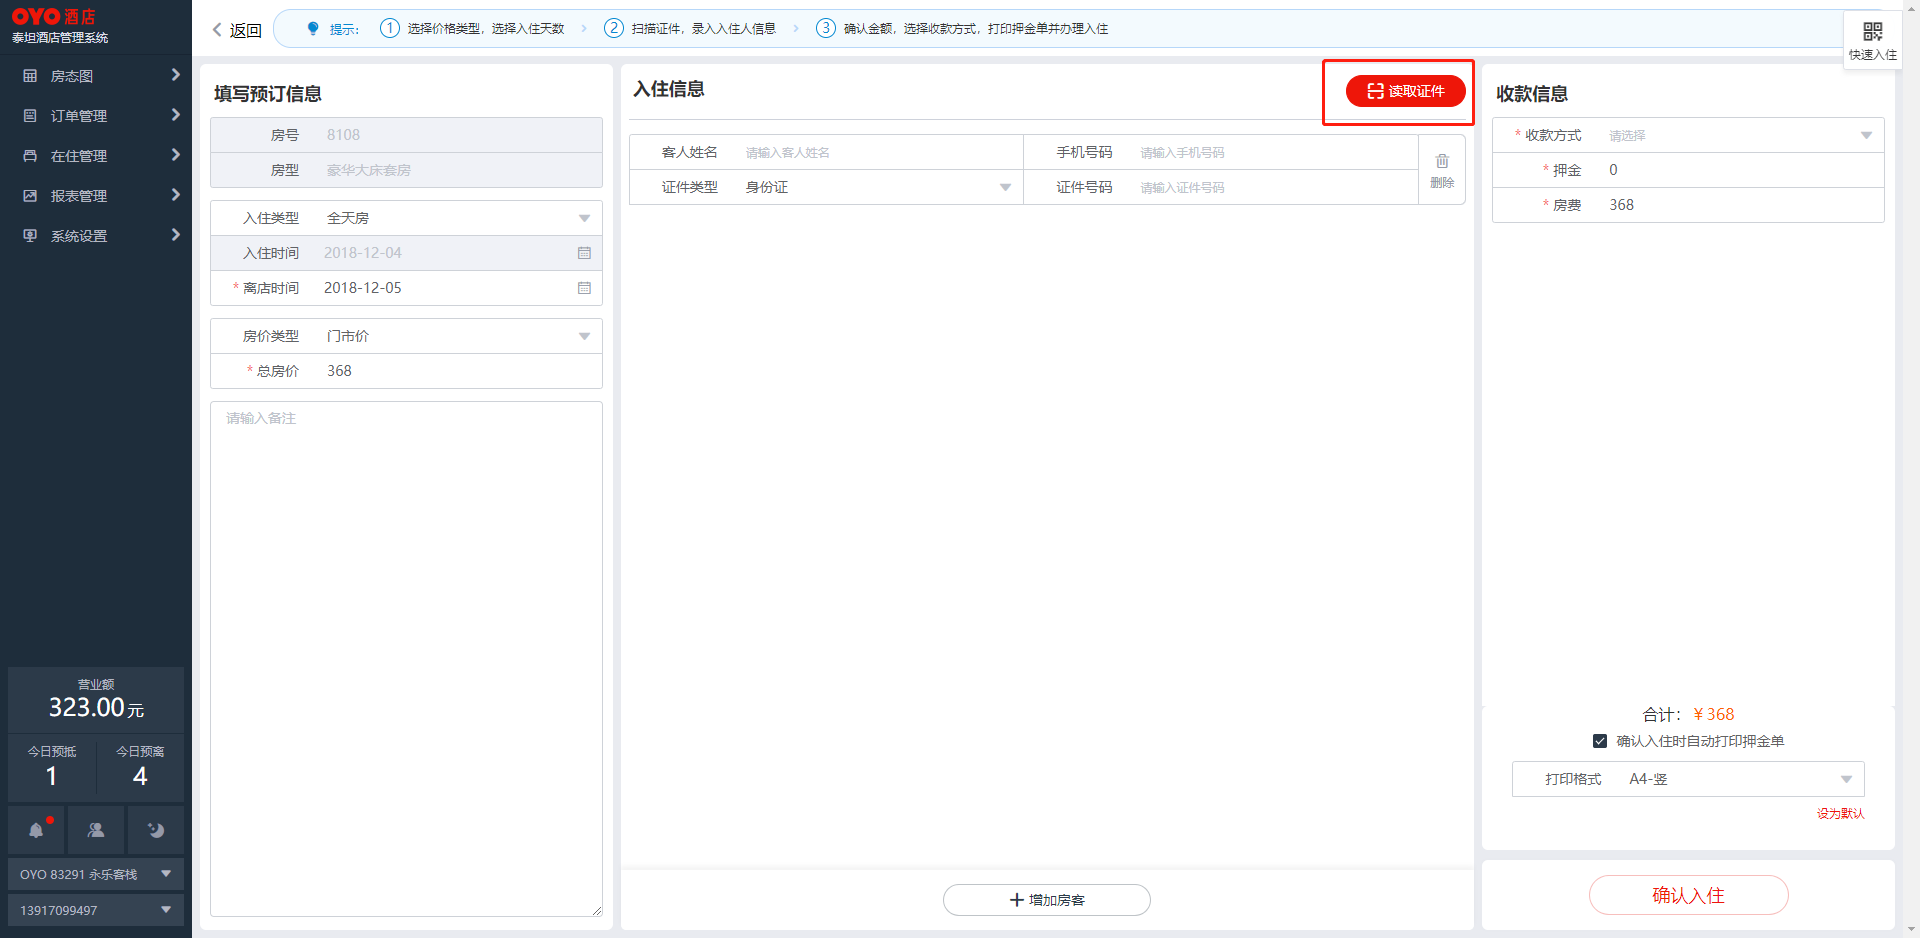 OYO 酒店
泰坦酒店管理系统
房态图
订单管理
在住管理
报表管理
系统设置
营业额
323.00元
今日预抵 今日预离
1 4
OYO 83291 永乐客栈
13917099497
返回
提示: 1 选择价格类型，选择入住天数 2 扫描证件，录入入住人信息 3 确认金额，选择收款方式，打印押金单并办理入住
快速入住
填写预订信息
房号 8108
房型 豪华大床套房
入住类型 全天房
入住时间 2018-12-04
* 离店时间 2018-12-05
房价类型 门市价
* 总房价 368
请输入备注
入住信息
读取证件
客人姓名 请输入客人姓名 手机号码 请输入手机号码
证件类型 身份证 证件号码 请输入证件号码
删除
增加房客
收款信息
* 收款方式 请选择
* 押金 0
* 房费 368
合计: ¥ 368
确认入住时自动打印押金单
打印格式 A4-竖
设为默认
确认入住